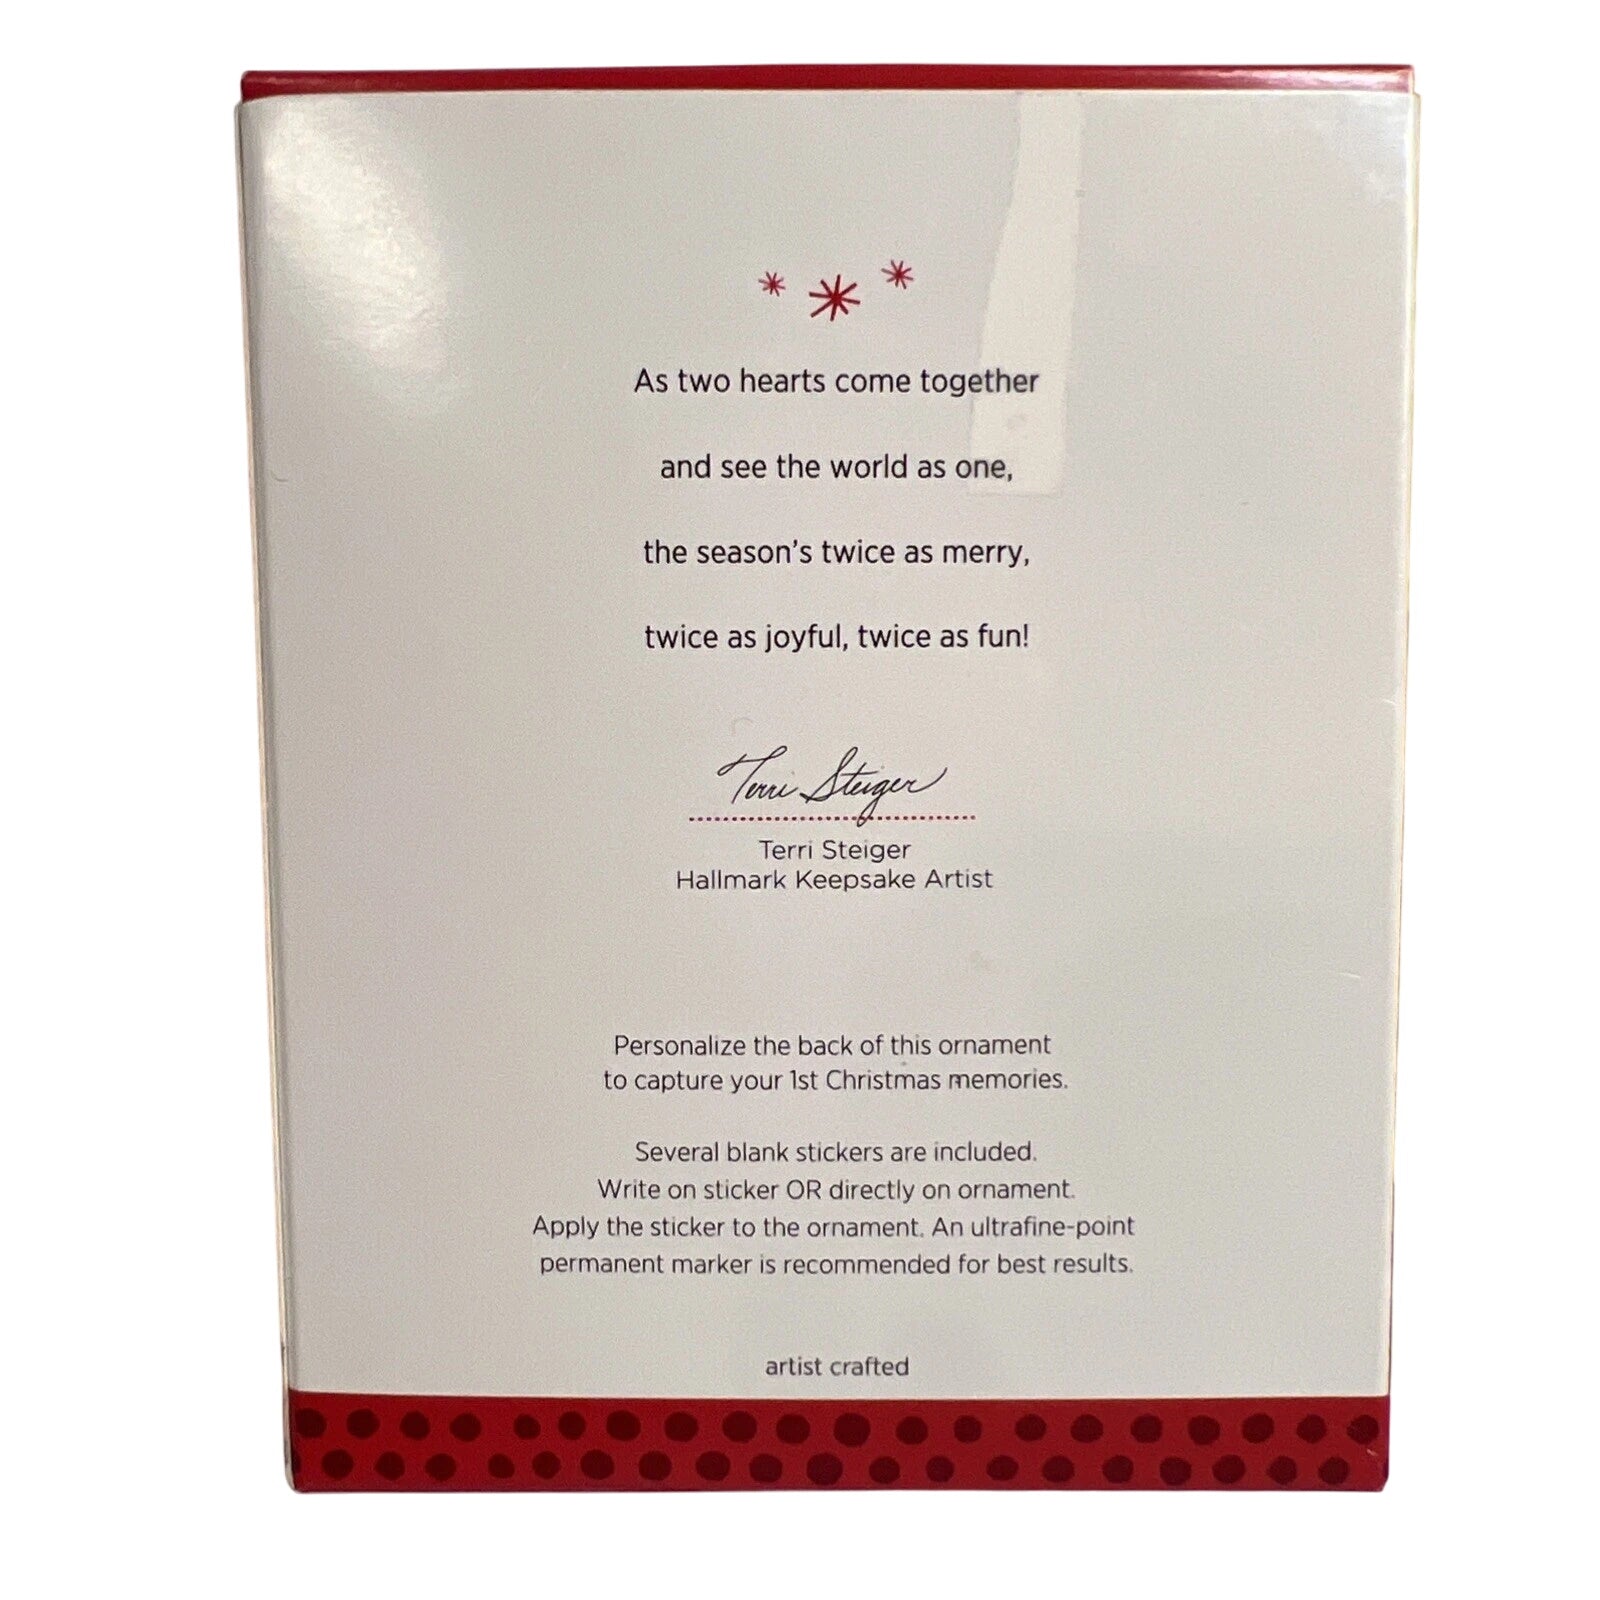 As two hearts come together
and see the world as one,
the season's twice as merry,
twice as joyful, twice as fun!
Terri Steiger
Terri Steiger
Hallmark Keepsake Artist
Personalize the back of this ornament
to capture your 1st Christmas memories.
Several blank stickers are included.
Write on sticker OR directly on ornament.
Apply the sticker to the ornament. An ultrafine-point
permanent marker is recommended for best results.
artist crafted